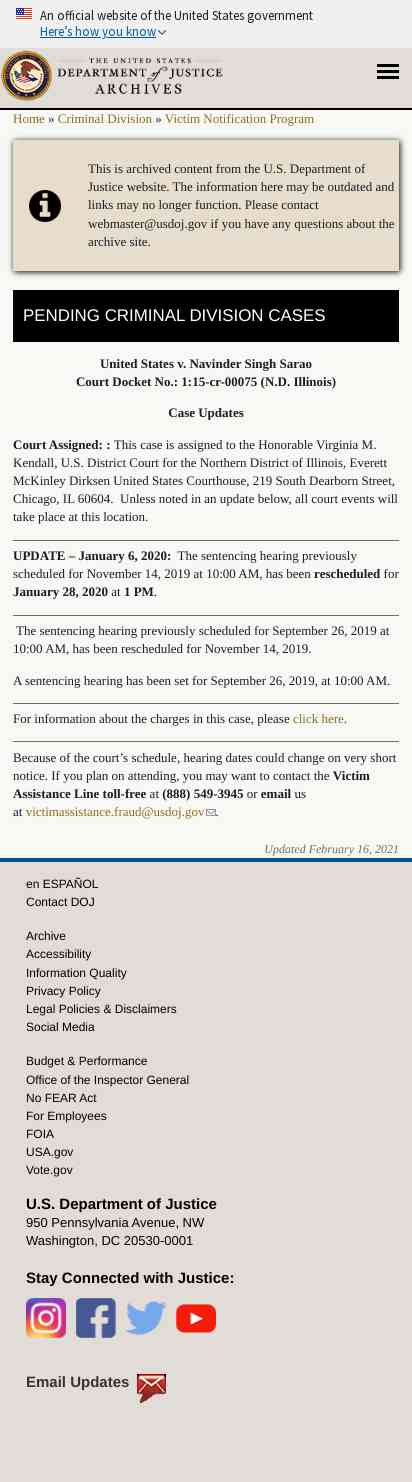 An official website of the United States government
Here's how you know
THE UNITED STATES
DEPARTMENT of JUSTICE
ARCHIVES
Home » Criminal Division » Victim Notification Program
This is archived content from the U.S. Department of
Justice website. The information here may be outdated and
links may no longer function. Please contact
webmaster@usdoj.gov if you have any questions about the
archive site.
PENDING CRIMINAL DIVISION CASES
United States v. Navinder Singh Sarao
Court Docket No.: 1:15-cr-00075 (N.D. Illinois)
Case Updates
Court Assigned: : This case is assigned to the Honorable Virginia M.
Kendall, U.S. District Court for the Northern District of Illinois, Everett
McKinley Dirksen United States Courthouse, 219 South Dearborn Street,
Chicago, IL 60604.  Unless noted in an update below, all court events will
take place at this location.
UPDATE – January 6, 2020:  The sentencing hearing previously
scheduled for November 14, 2019 at 10:00 AM, has been rescheduled for
January 28, 2020 at 1 PM.
The sentencing hearing previously scheduled for September 26, 2019 at
10:00 AM, has been rescheduled for November 14, 2019.
A sentencing hearing has been set for September 26, 2019, at 10:00 AM.
For information about the charges in this case, please click here.
Because of the court's schedule, hearing dates could change on very short
notice. If you plan on attending, you may want to contact the Victim
Assistance Line toll-free at (888) 549-3945 or email us
at victimassistance.fraud@usdoj.gov.
Updated February 16, 2021
en ESPAÑOL
Contact DOJ
Archive
Accessibility
Information Quality
Privacy Policy
Legal Policies & Disclaimers
Social Media
Budget & Performance
Office of the Inspector General
No FEAR Act
For Employees
FOIA
USA.gov
Vote.gov
U.S. Department of Justice
950 Pennsylvania Avenue, NW
Washington, DC 20530-0001
Stay Connected with Justice:
Email Updates